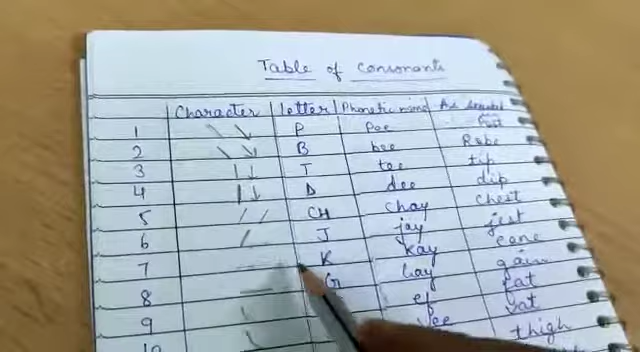 Table of Consonants
Character Letter Phonetic name As
1 P Pee
2 B bee Robe
3 T tee tip
4 D dee dip
5 CH chay chest
6 J jay jest
7 K kay cane
8 G gay gain
9 ef fat
10 vee vat
thigh